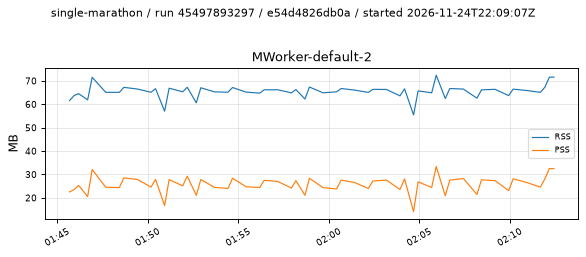 single-marathon / run 45497893297 / e54d4826db0a / started 2026-11-24T22:09:07Z
MWorker-default-2
MB
70
60
50
40
30
20
RSS
PSS
01:45
01:50
01:55
02:00
02:05
02:10